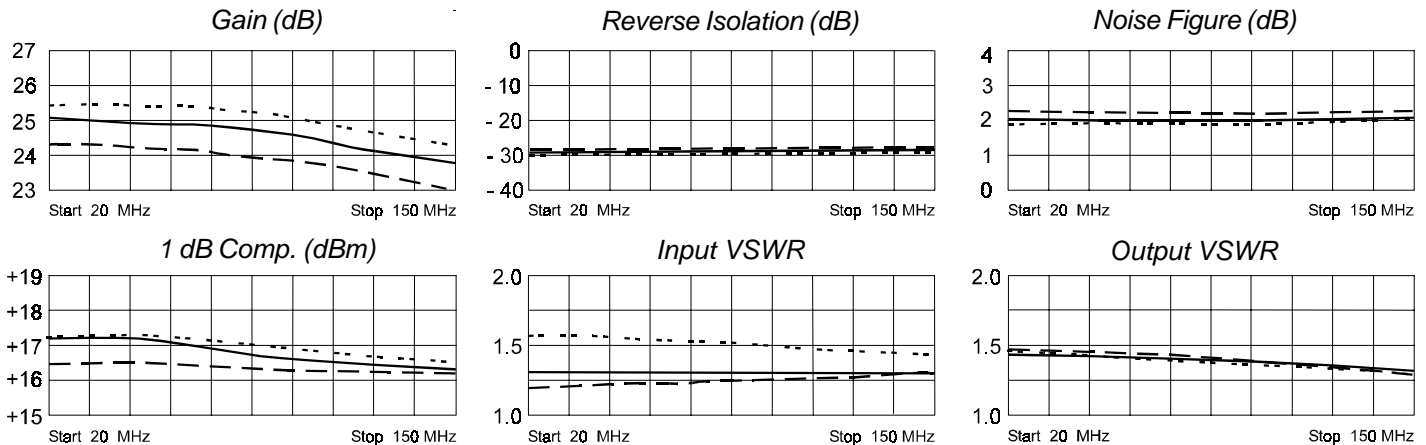 Gain (dB)
27
26
25
24
23
Start 20 MHz
Stop 150 MHz
Reverse Isolation (dB)
0
- 10
- 20
- 30
- 40
Start 20 MHz
Stop 150 MHz
Noise Figure (dB)
4
3
2
1
0
Start 20 MHz
Stop 150 MHz
1 dB Comp. (dBm)
+19
+18
+17
+16
+15
Start 20 MHz
Stop 150 MHz
Input VSWR
2.0
1.5
1.0
Start 20 MHz
Stop 150 MHz
Output VSWR
2.0
1.5
1.0
Start 20 MHz
Stop 150 MHz